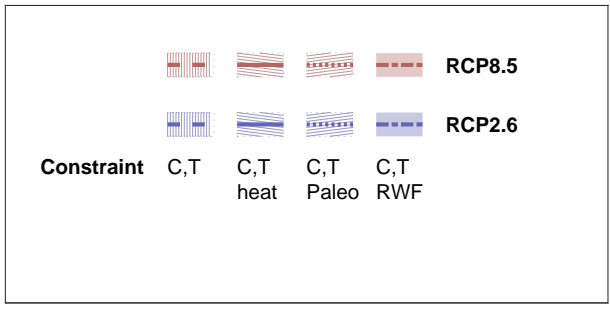 RCP8.5
RCP2.6
Constraint C,T C,T C,T C,T
heat Paleo RWF